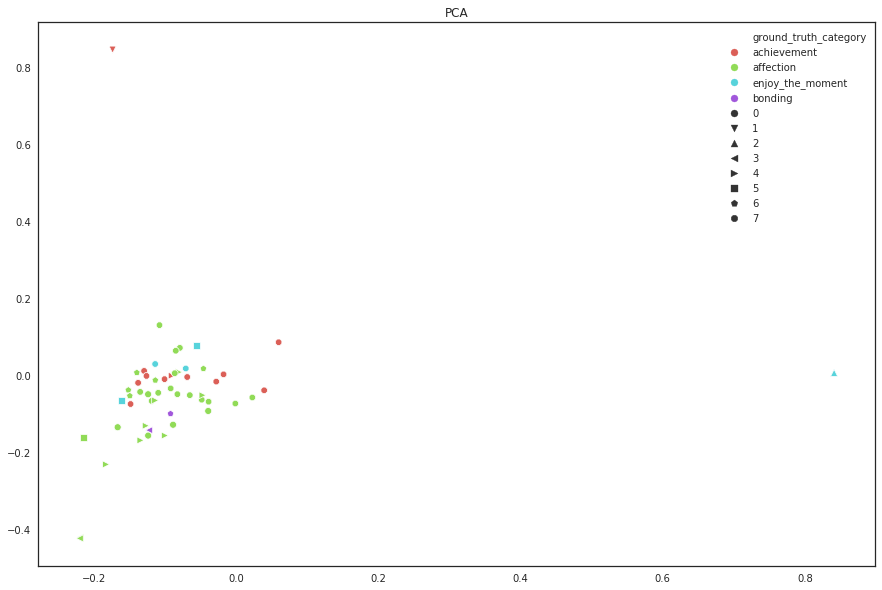 PCA
ground_truth_category
achievement
affection
enjoy_the_moment
bonding
0
1
2
3
4
5
6
7
0.8
0.6
0.4
0.2
0.0
−0.2
−0.4
−0.2 0.0 0.2 0.4 0.6 0.8